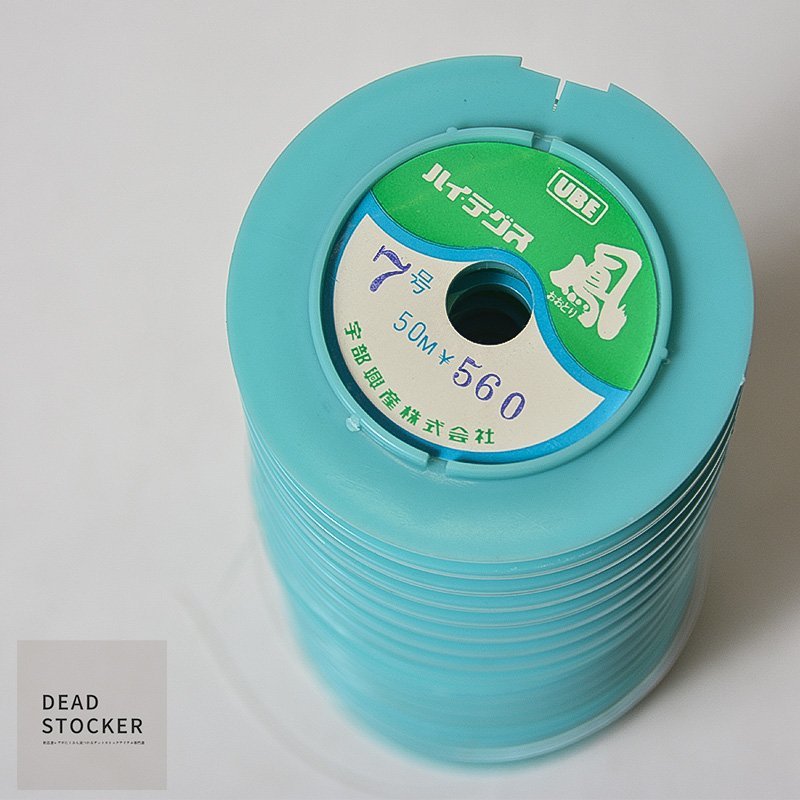 UBE
ハイ・テグス
鳳
おおとり
7号
50M ¥560
宇部興産株式会社
DEAD
STOCKER